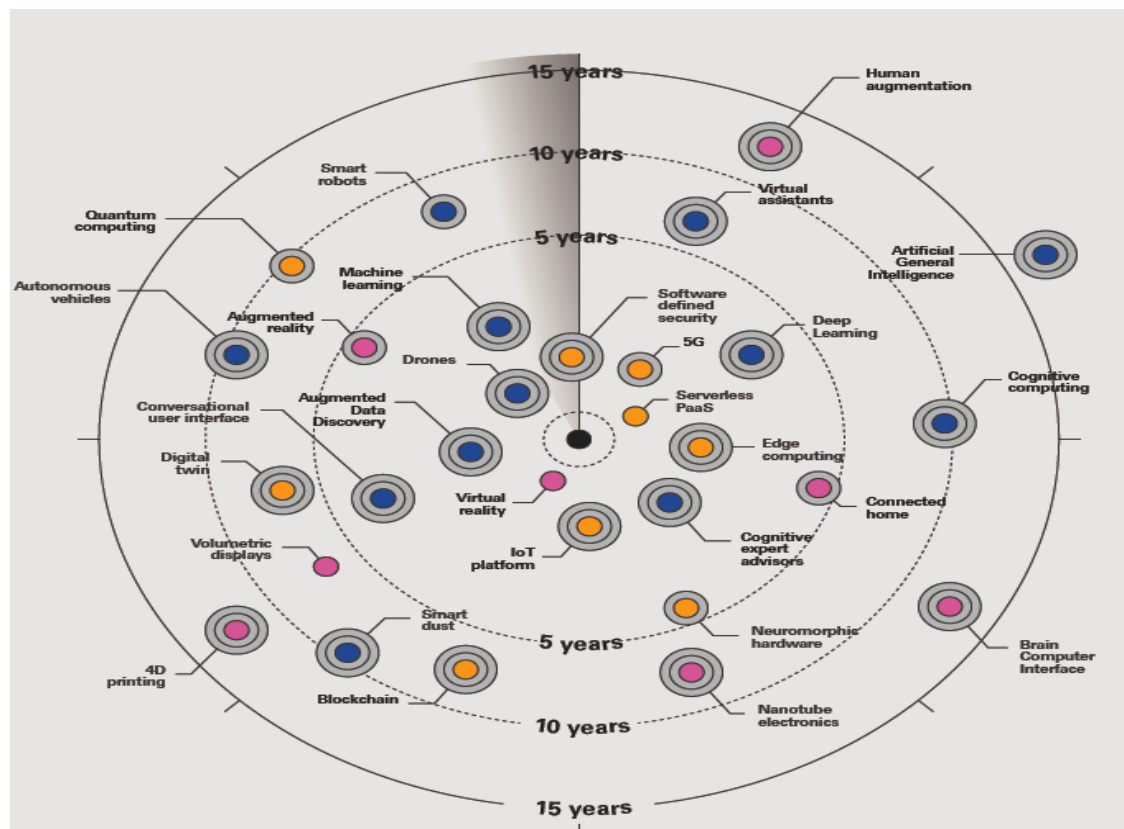 15 years
Human
augmentation
10 years
Smart
robots
Virtual
assistants
Quantum
computing
5 years
Artificial
General
Intelligence
Machine
learning
Autonomous
vehicles
Software
defined
security
Augmented
reality
Deep
Learning
5G
Drones
Cognitive
computing
Serverless
PaaS
Augmented
Data
Discovery
Conversational
user interface
Edge
computing
Digital
twin
Virtual
reality
Connected
home
Volumetric
displays
IoT
platform
Cognitive
expert
advisors
Smart
dust
5 years
Neuromorphic
hardware
Brain
Computer
Interface
4D
printing
Blockchain
Nanotube
electronics
10 years
15 years